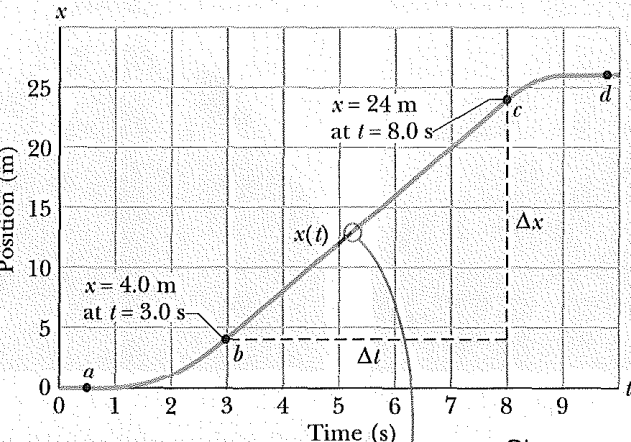 x
25
20
15
10
5
0
Position (m)
x = 24 m
at t = 8.0 s
c
d
x(t)
Δx
x = 4.0 m
at t = 3.0 s
a
b
Δt
0 1 2 3 4 5 6 7 8 9
t
Time (s)